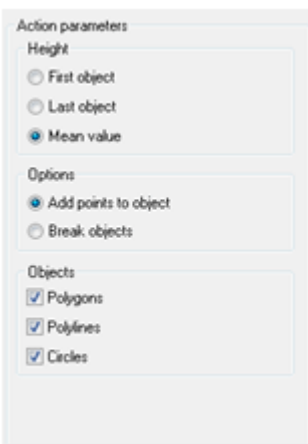 Action parameters
Height
First object
Last object
Mean value
Options
Add points to object
Break objects
Objects
Polygons
Polylines
Circles